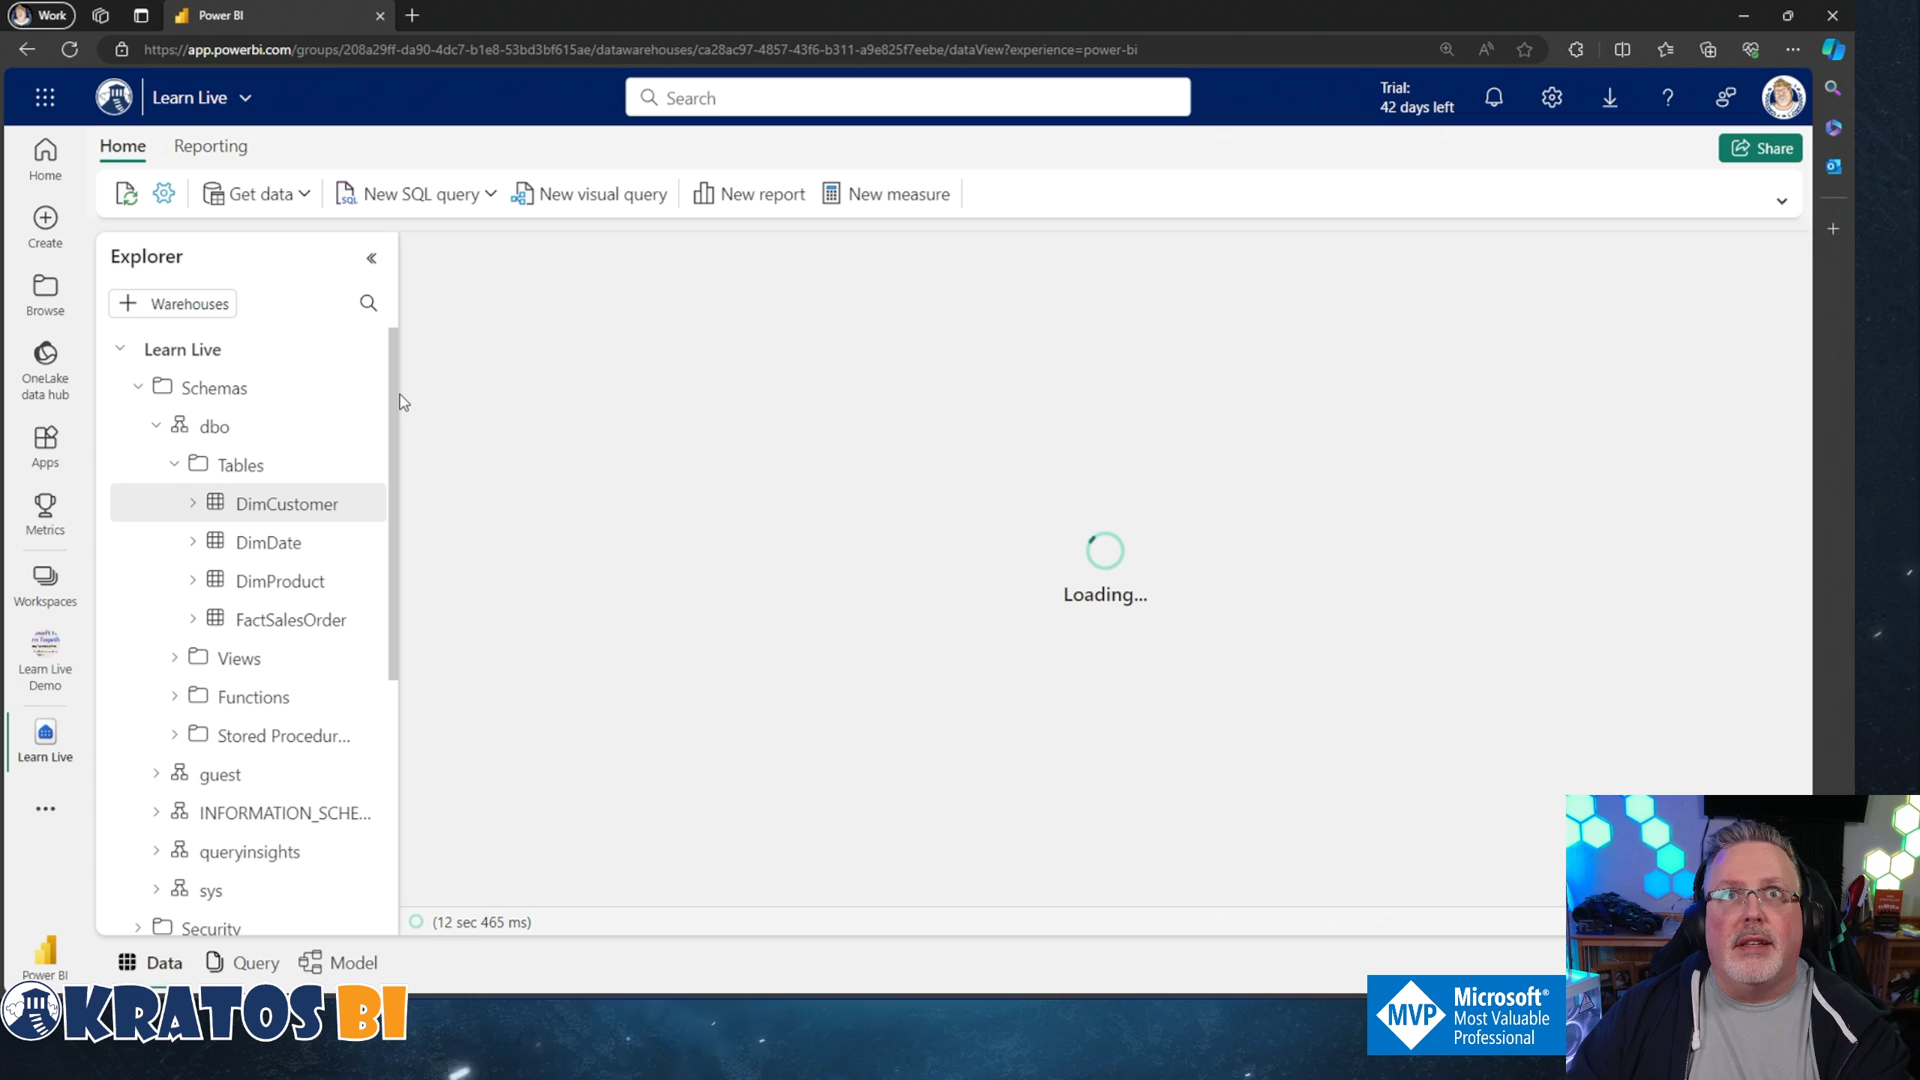 Work
Power BI
https://app.powerbi.com/groups/208a29ff-da90-4dc7-b1e8-53bd3bf615ae/datawarehouses/ca28ac97-4857-43f6-b311-a9e825f7eebe/dataView?experience=power-bi
Learn Live
Search
Trial:
42 days left
Home
Reporting
Share
Get data
SQL
New SQL query
New visual query
New report
New measure
Home
Create
Browse
OneLake
data hub
Apps
Metrics
Workspaces
Learn Live
Demo
Learn Live
Power BI
Explorer
Warehouses
Learn Live
Schemas
dbo
Tables
DimCustomer
DimDate
DimProduct
FactSalesOrder
Views
Functions
Stored Procedur...
guest
INFORMATION_SCHE...
queryinsights
sys
Security
Loading...
(12 sec 465 ms)
Data
Query
Model
KRATOS BI
MVP
Microsoft®
Most Valuable
Professional